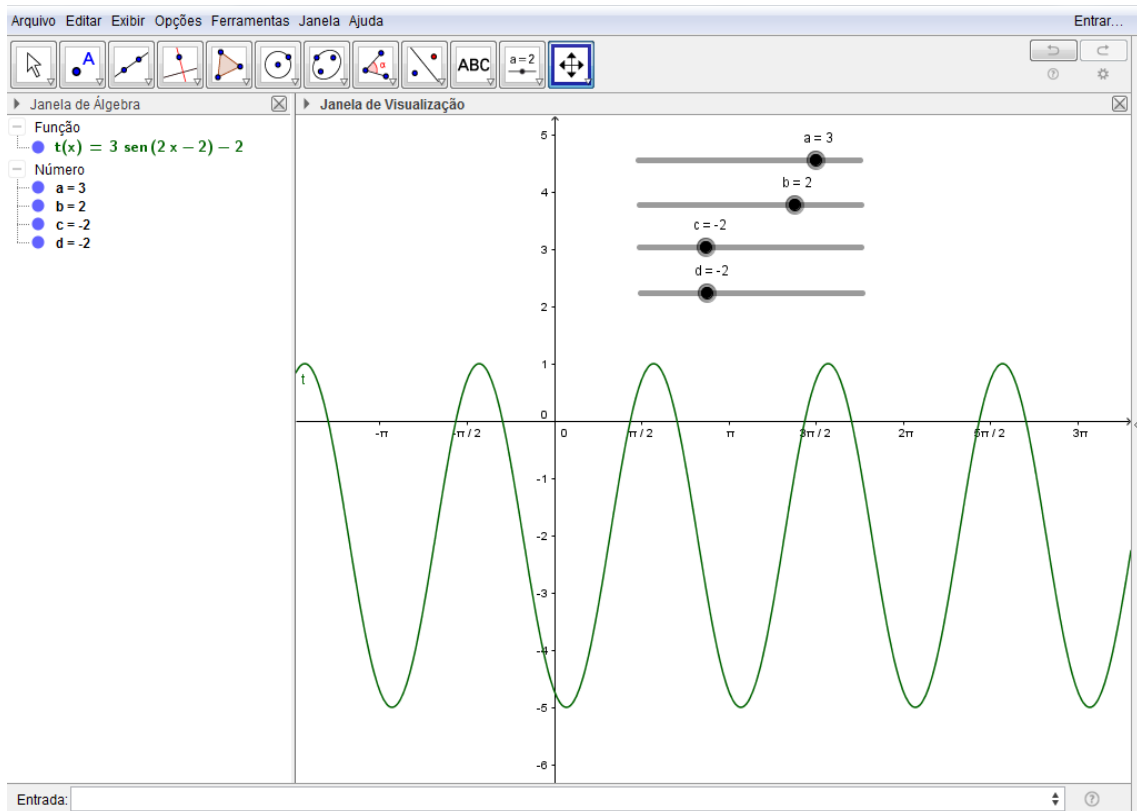 Arquivo Editar Exibir Opções Ferramentas Janela Ajuda Entrar...
A α ABC a=2
Janela de Álgebra
Função
t(x) = 3 sen(2 x − 2) − 2
Número
a = 3
b = 2
c = -2
d = -2
Janela de Visualização
a = 3
b = 2
c = -2
d = -2
5
4
3
2
1
0
-1
-2
-3
-4
-5
-6
t
-π -π / 2 0 π / 2 π 3π / 2 2π 5π / 2 3π
Entrada: